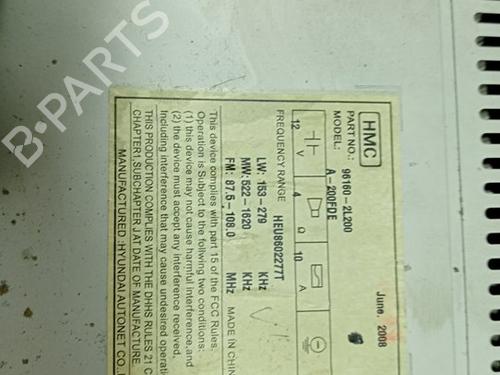 B-PARTS
HMC
June. 2008
PART NO.: 96160-2L200
MODEL: A-200FDE
12 V 4 Ω 10 A
HEU8602277T
FREQUENCY RANGE
LW: 153-279 KHz
MW: 522-1620 KHz
FM: 87.5-108.0 MHz
MADE IN CHIN
This device complies with part 15 of the FCC Rules.
Operation is Subject to the follwing two conditions:
(1) this device may not cause harmful interference,and
(2) the device must accept any interference received,
Including interference that may cause undesired operatio
THIS PRODUCTION COMPLIES WITH THE DHHS RULES 21 C
CHAPTER1,SUBCHAPTER J AT DATE OF MANUFACTURE
MANUFACTURED :HYUNDAI AUTONET CO.,L